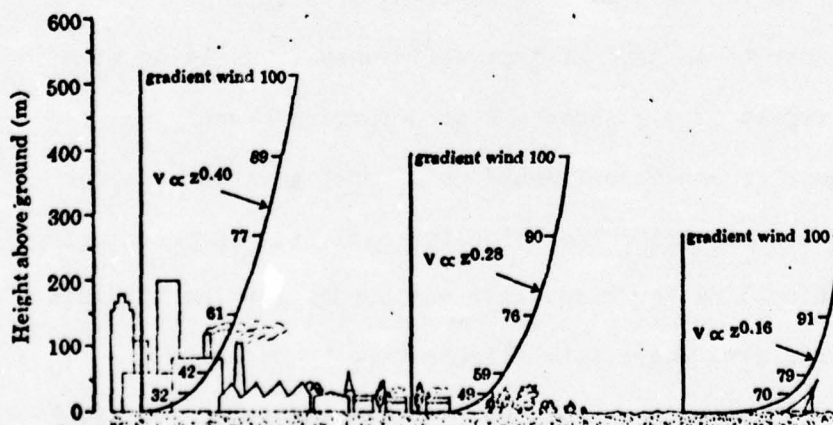 Height above ground (m)
600
500
400
300
200
100
0
gradient wind 100
89
V ∝ z^0.40
77
61
42
32
gradient wind 100
90
V ∝ z^0.28
76
59
49
gradient wind 100
91
V ∝ z^0.16
79
70